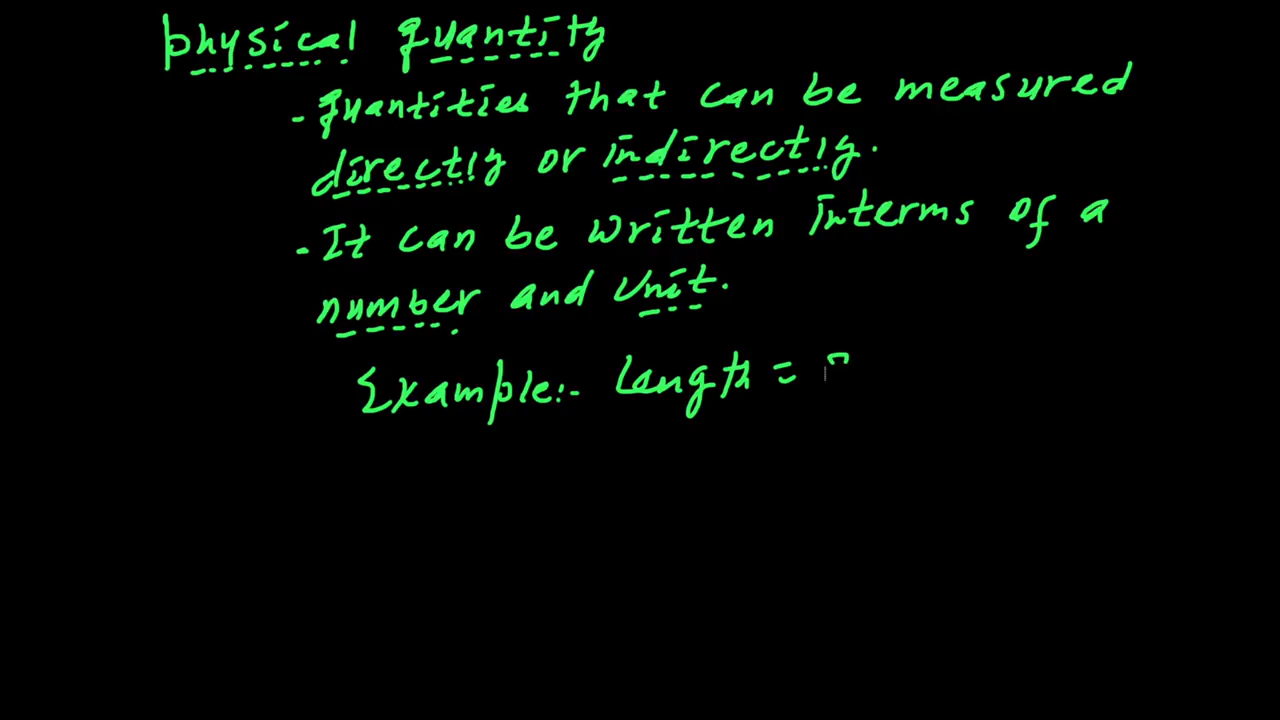 physical quantity
- quantities that can be measured
directly or indirectly.
- It can be written interms of a
number and Unit.
Example:- Length =